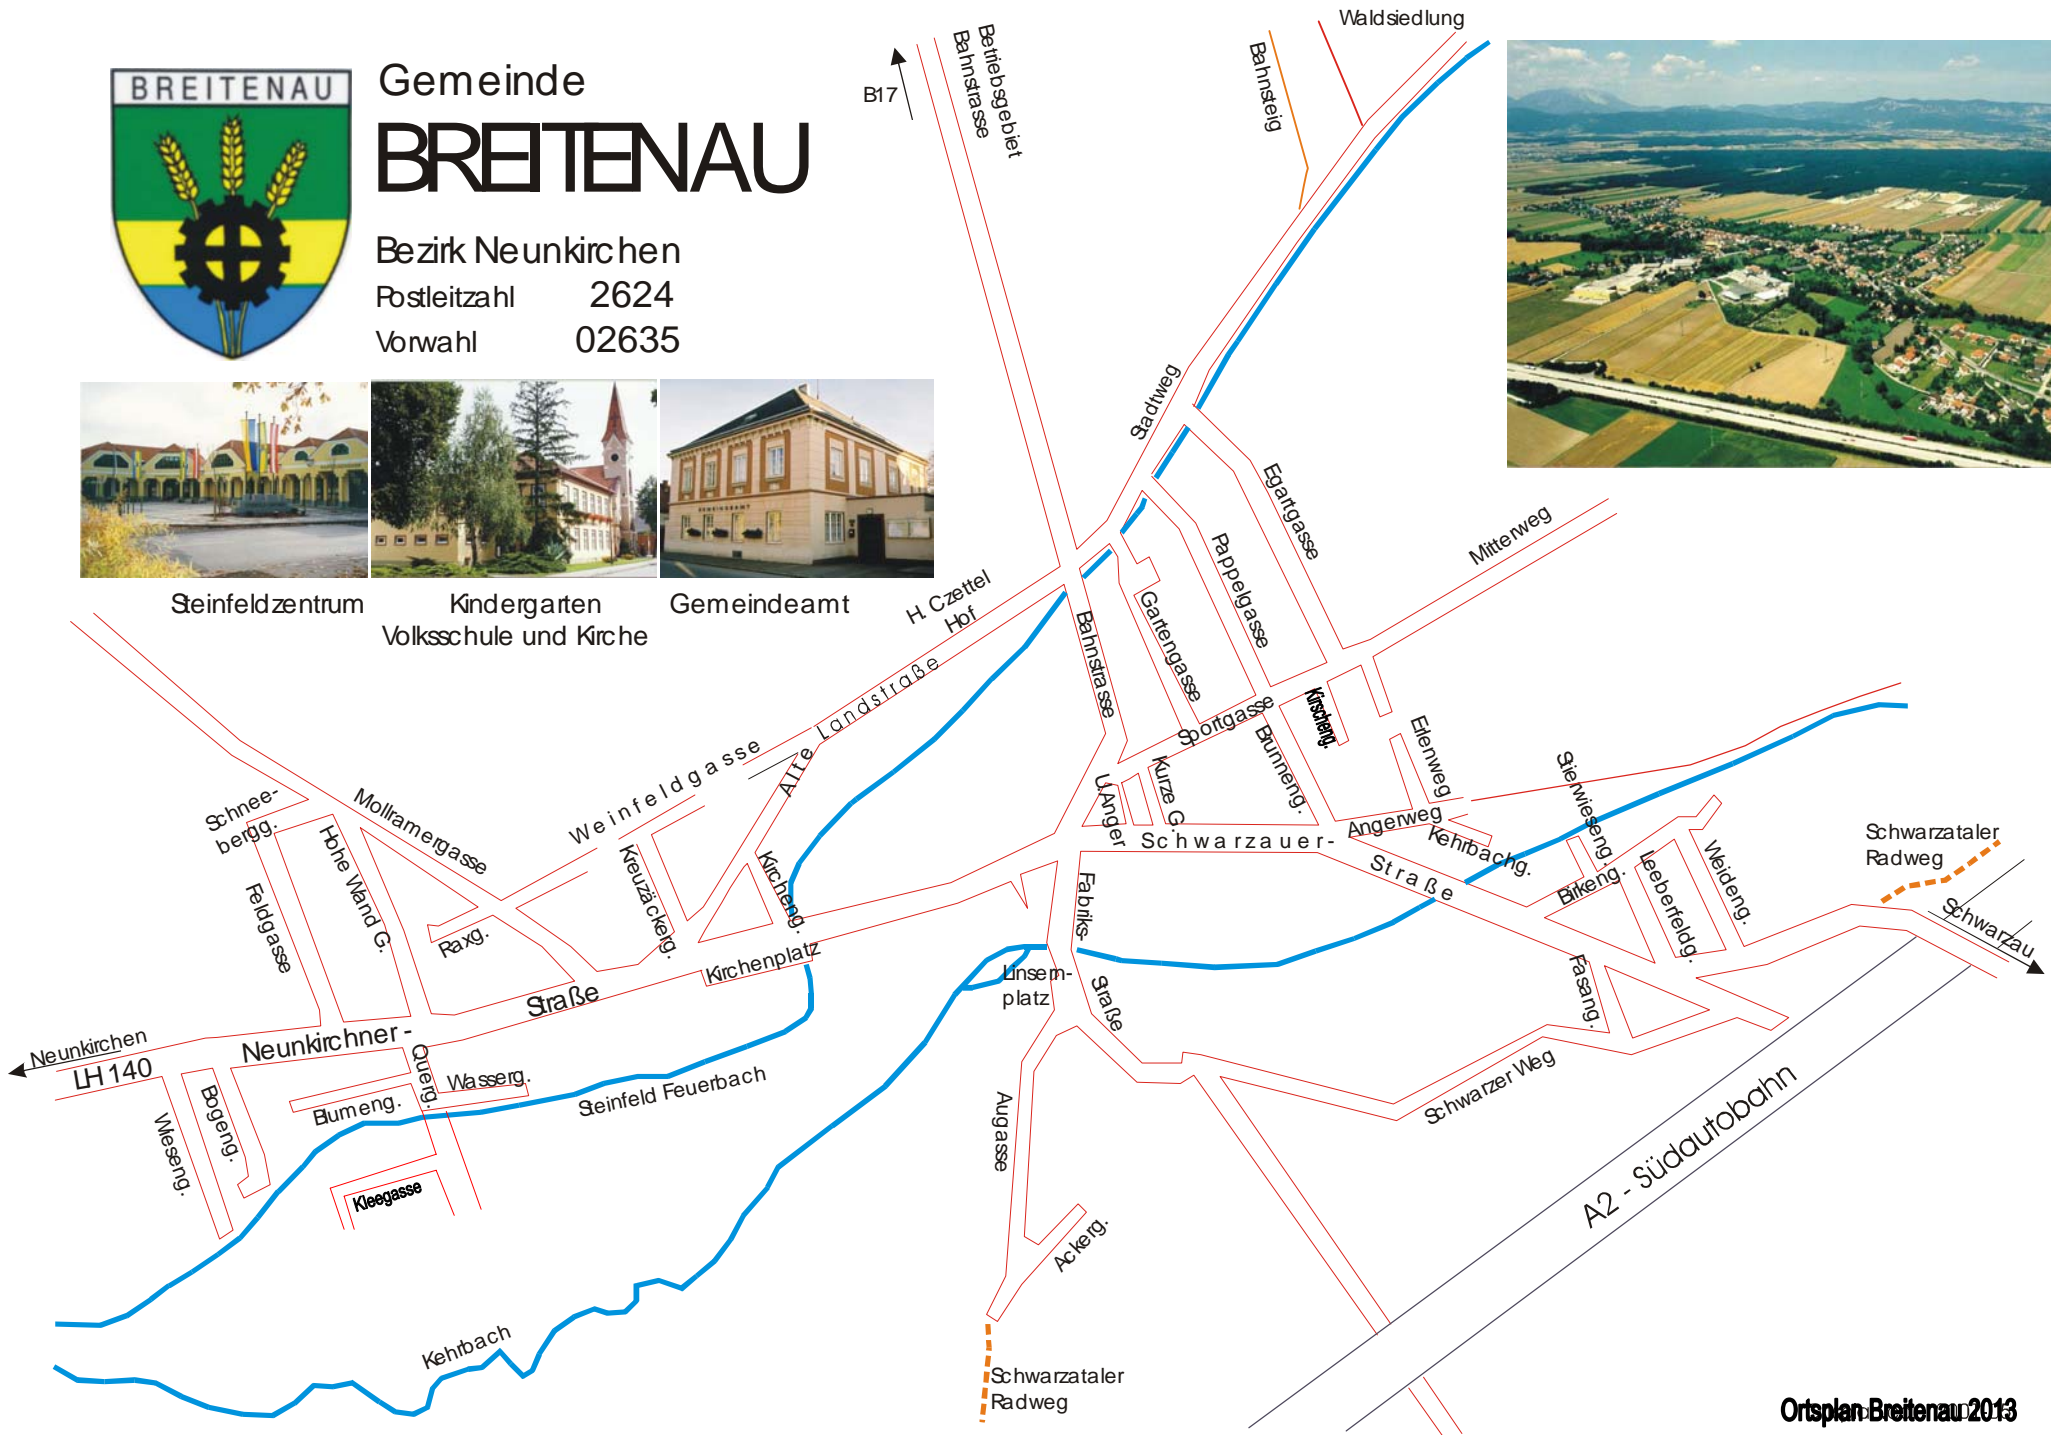 BREITENAU
Gemeinde
BREITENAU
Bezirk Neunkirchen
Postleitzahl 2624
Vorwahl 02635
Steinfeldzentrum
Kindergarten
Volksschule und Kirche
GEMEINDEAMT
Gemeindeamt
B17
Betriebsgebiet
Bahnstrasse
Bahnsteig
Waldsiedlung
Stadtweg
Egartgasse
Pappelgasse
Gartengasse
Mitterweg
H. Czettel
Hof
Bahnstrasse
Sportgasse
Kirscheng.
Brunneng.
Erlenweg
Stierwieseng.
Alte Landstraße
Weinfeldgasse
Schnee-
bergg.
Mollramergasse
Hohe Wand G.
Feldgasse
Raxg.
Kreuzäckerg.
Kircheng.
Kirchenplatz
U.Anger
Kurze G.
Schwarzauer-
Straße
Angerweg
Kehrbachg.
Birkeng.
Leeberfeldg.
Weideng.
Schwarzataler
Radweg
Schwarzau
Fabriks-
Straße
Linsern-
platz
Fasang.
Neunkirchen
LH 140
Neunkirchner-
Straße
Querg.
Wasserg.
Blumeng.
Bogeng.
Wieseng.
Kleegasse
Steinfeld Feuerbach
Kehrbach
Augasse
Ackerg.
Schwarzer Weg
A2 - Südautobahn
Schwarzataler
Radweg
Ortsplan Breitenau 2013